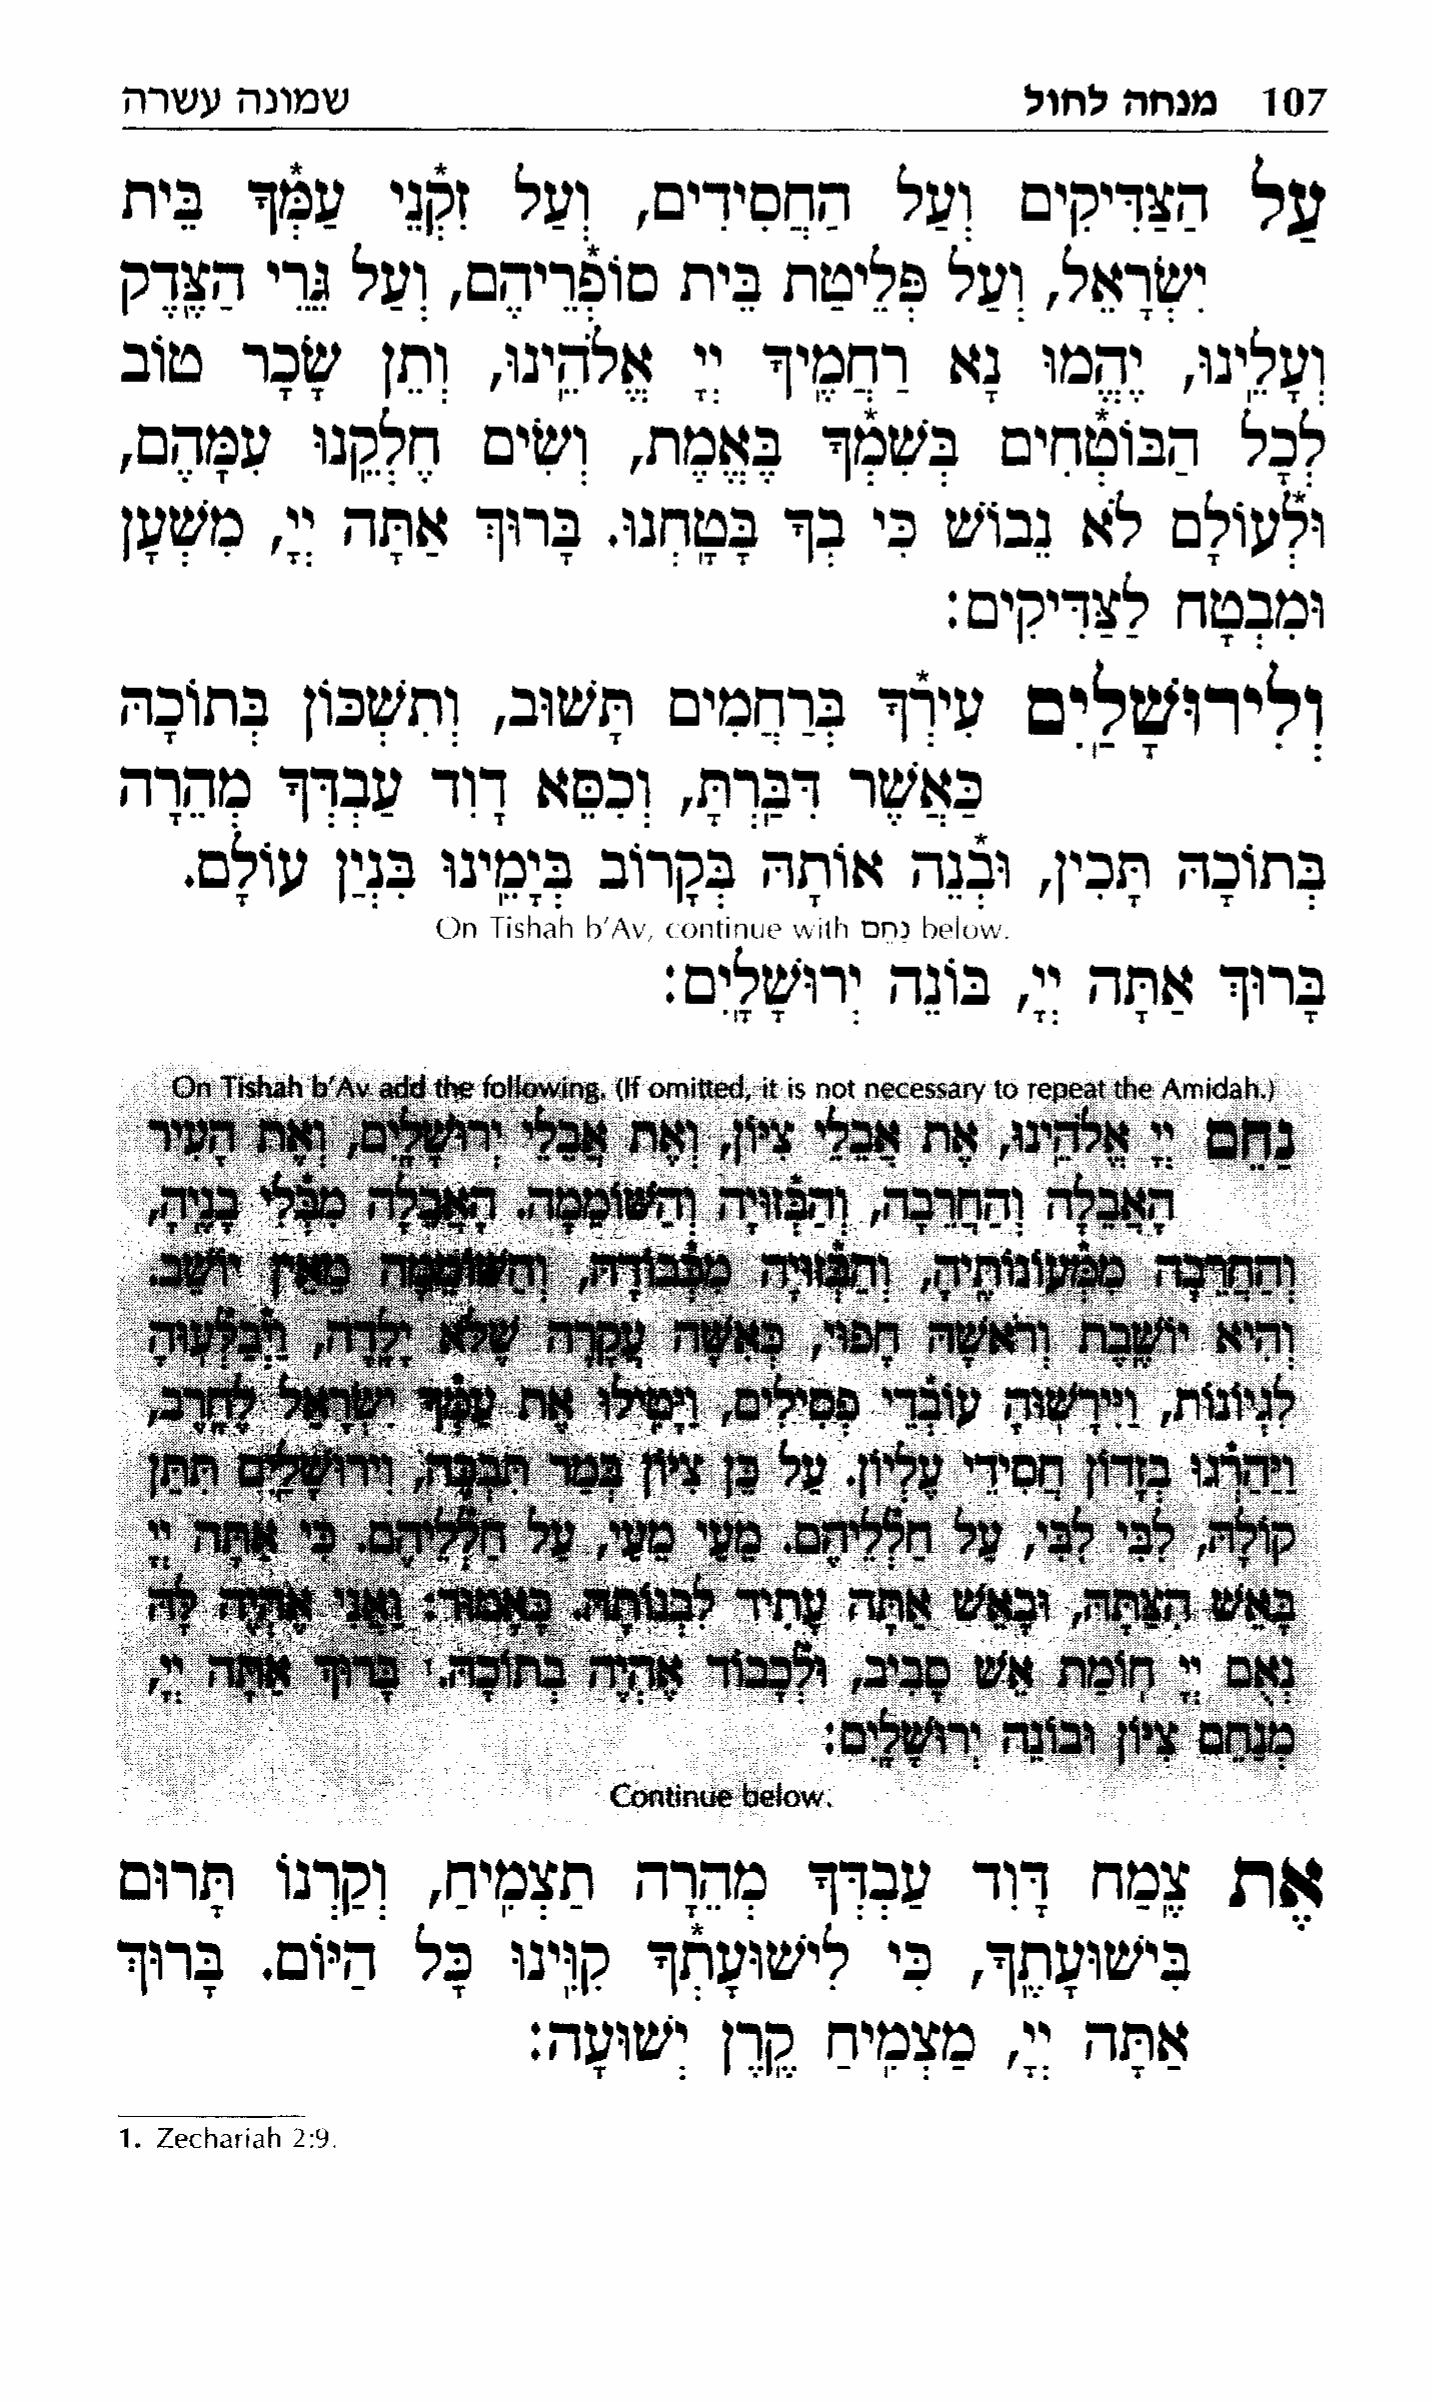 107 מנחה לחול שמונה עשרה
עַל הַצַּדִּיקִים וְעַל הַחֲסִידִים, וְעַל זִקְ֯נֵי עַמְּ֯ךָ בֵּית
יִשְׂרָאֵל, וְעַל פְּלֵיטַת בֵּית סוֹפְ֯רֵיהֶם, וְעַל גֵּרֵי הַצֶּֽדֶק
וְעָלֵֽינוּ, יֶהֱמוּ נָא רַחֲמֶֽיךָ יְיָ אֱלֹהֵֽינוּ, וְתֵן שָׂכָר טוֹב
לְכָל הַבּוֹטְ֯חִים בְּשִׁמְ֯ךָ בֶּאֱמֶת, וְשִׂים חֶלְקֵֽנוּ עִמָּהֶם,
וּלְ֯עוֹלָם לֹא נֵבוֹשׁ כִּי בְךָ בָּטָֽחְנוּ. בָּרוּךְ אַתָּה יְיָ, מִשְׁעָן
וּמִבְטָח לַצַּדִּיקִים:
וְלִירוּשָׁלַֽיִם עִירְ֯ךָ בְּרַחֲמִים תָּשׁוּב, וְתִשְׁכּוֹן בְּתוֹכָהּ
כַּאֲשֶׁר דִּבַּֽרְתָּ, וְכִסֵּא דָוִד עַבְדְּךָ מְהֵרָה
בְּתוֹכָהּ תָּכִין, וּבְ֯נֵה אוֹתָהּ בְּקָרוֹב בְּיָמֵֽינוּ בִּנְיַן עוֹלָם.
On Tishah b'Av, continue with נַחֵם below.
בָּרוּךְ אַתָּה יְיָ, בּוֹנֵה יְרוּשָׁלָֽיִם:
On Tishah b'Av add the following. (If omitted, it is not necessary to repeat the Amidah.)
נַחֵם יְיָ אֱלֹהֵֽינוּ, אֶת אֲבֵלֵי צִיּוֹן, וְאֶת אֲבֵלֵי יְרוּשָׁלָֽיִם, וְאֶת הָעִיר
הָאֲבֵלָה וְהַחֲרֵבָה, וְהַבְּ֯זוּיָה וְהַשּׁוֹמֵמָה. הָאֲבֵלָה מִבְּ֯לִי בָנֶֽיהָ,
וְהַחֲרֵבָה מִמְּ֯עוֹנוֹתֶֽיהָ, וְהַבְּ֯זוּיָה מִכְּ֯בוֹדָהּ, וְהַשּׁוֹמֵמָה מֵאֵין יוֹשֵׁב.
וְהִיא יוֹשֶֽׁבֶת וְרֹאשָׁהּ חָפוּי, כְּאִשָּׁה עֲקָרָה שֶׁלֹּא יָלָֽדָה, וַיְבַלְּ֯עֽוּהָ
לִגְיוֹנוֹת, וַיִּירָשֽׁוּהָ עוֹבְ֯דֵי פְסִילִים, וַיָּטִֽילוּ אֶת עַמְּ֯ךָ יִשְׂרָאֵל לֶחָֽרֶב,
וַיַּהַרְ֯גוּ בְזָדוֹן חֲסִידֵי עֶלְיוֹן. עַל כֵּן צִיּוֹן בְּמַר תִּבְכֶּה, וִירוּשָׁלַֽיִם תִּתֵּן
קוֹלָהּ, לִבִּי לִבִּי, עַל חַלְ֯לֵיהֶם. מֵעַי מֵעַי, עַל חַלְ֯לֵיהֶם. כִּי אַתָּה יְיָ
בָּאֵשׁ הִצַּתָּהּ, וּבָאֵשׁ אַתָּה עָתִיד לִבְנוֹתָהּ. כָּאָמוּר: וַאֲנִי אֶהְיֶה לָּהּ
נְאֻם יְיָ חוֹמַת אֵשׁ סָבִיב, וּלְ֯כָבוֹד אֶהְיֶה בְתוֹכָהּ.¹ בָּרוּךְ אַתָּה יְיָ,
מְנַחֵם צִיּוֹן וּבוֹנֵה יְרוּשָׁלָֽיִם:
Continue below.
אֶת צֶֽמַח דָּוִד עַבְדְּךָ מְהֵרָה תַצְמִֽיחַ, וְקַרְנוֹ תָּרוּם
בִּישׁוּעָתֶֽךָ, כִּי לִישׁוּעָתְ֯ךָ קִוִּֽינוּ כָּל הַיּוֹם. בָּרוּךְ
אַתָּה יְיָ, מַצְמִֽיחַ קֶֽרֶן יְשׁוּעָה:
1. Zechariah 2:9.